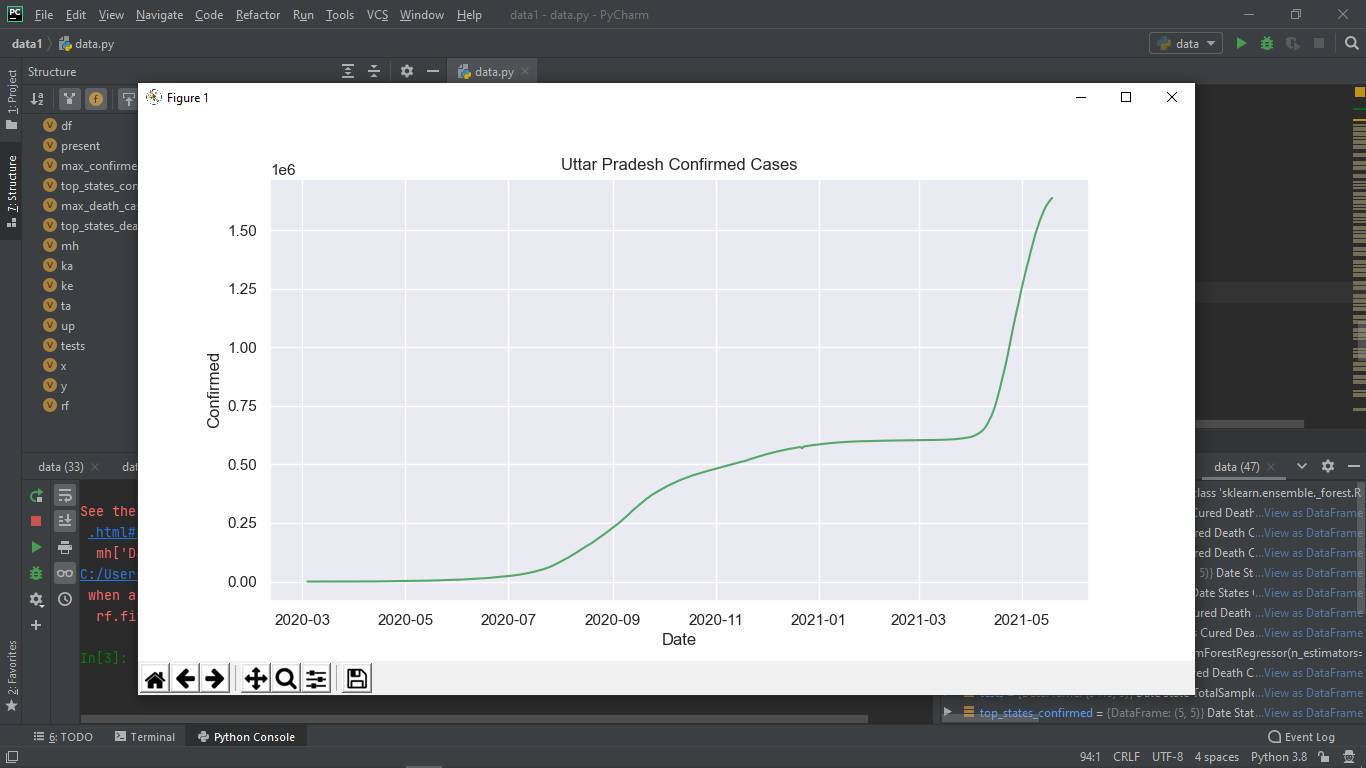 PC File Edit View Navigate Code Refactor Run Tools VCS Window Help data1 - data.py - PyCharm
data1 data.py data
Structure data.py
1: Project
7: Structure
2: Favorites
df
present
max_confirme
top_states_con
max_death_ca
top_states_dea
mh
ka
ke
ta
up
tests
x
y
rf
Figure 1
Uttar Pradesh Confirmed Cases
1e6
1.50
1.25
1.00
0.75
0.50
0.25
0.00
Confirmed
2020-03 2020-05 2020-07 2020-09 2020-11 2021-01 2021-03 2021-05
Date
data (33) dat data (47)
See the
.html#
mh['D
C:/User
when a
rf.fi
In[3]:
lass 'sklearn.ensemble._forest.R
Cured Death ...View as DataFrame
red Death C...View as DataFrame
red Death C...View as DataFrame
5)} Date St...View as DataFrame
Date States ...View as DataFrame
ured Death ...View as DataFrame
s Cured Dea...View as DataFrame
mForestRegressor(n_estimators=
ed Death C...View as DataFrame
TotalSample...View as DataFrame
top_states_confirmed = {DataFrame: (5, 5)} Date Stat...View as DataFrame
6: TODO Terminal Python Console Event Log
94:1 CRLF UTF-8 4 spaces Python 3.8